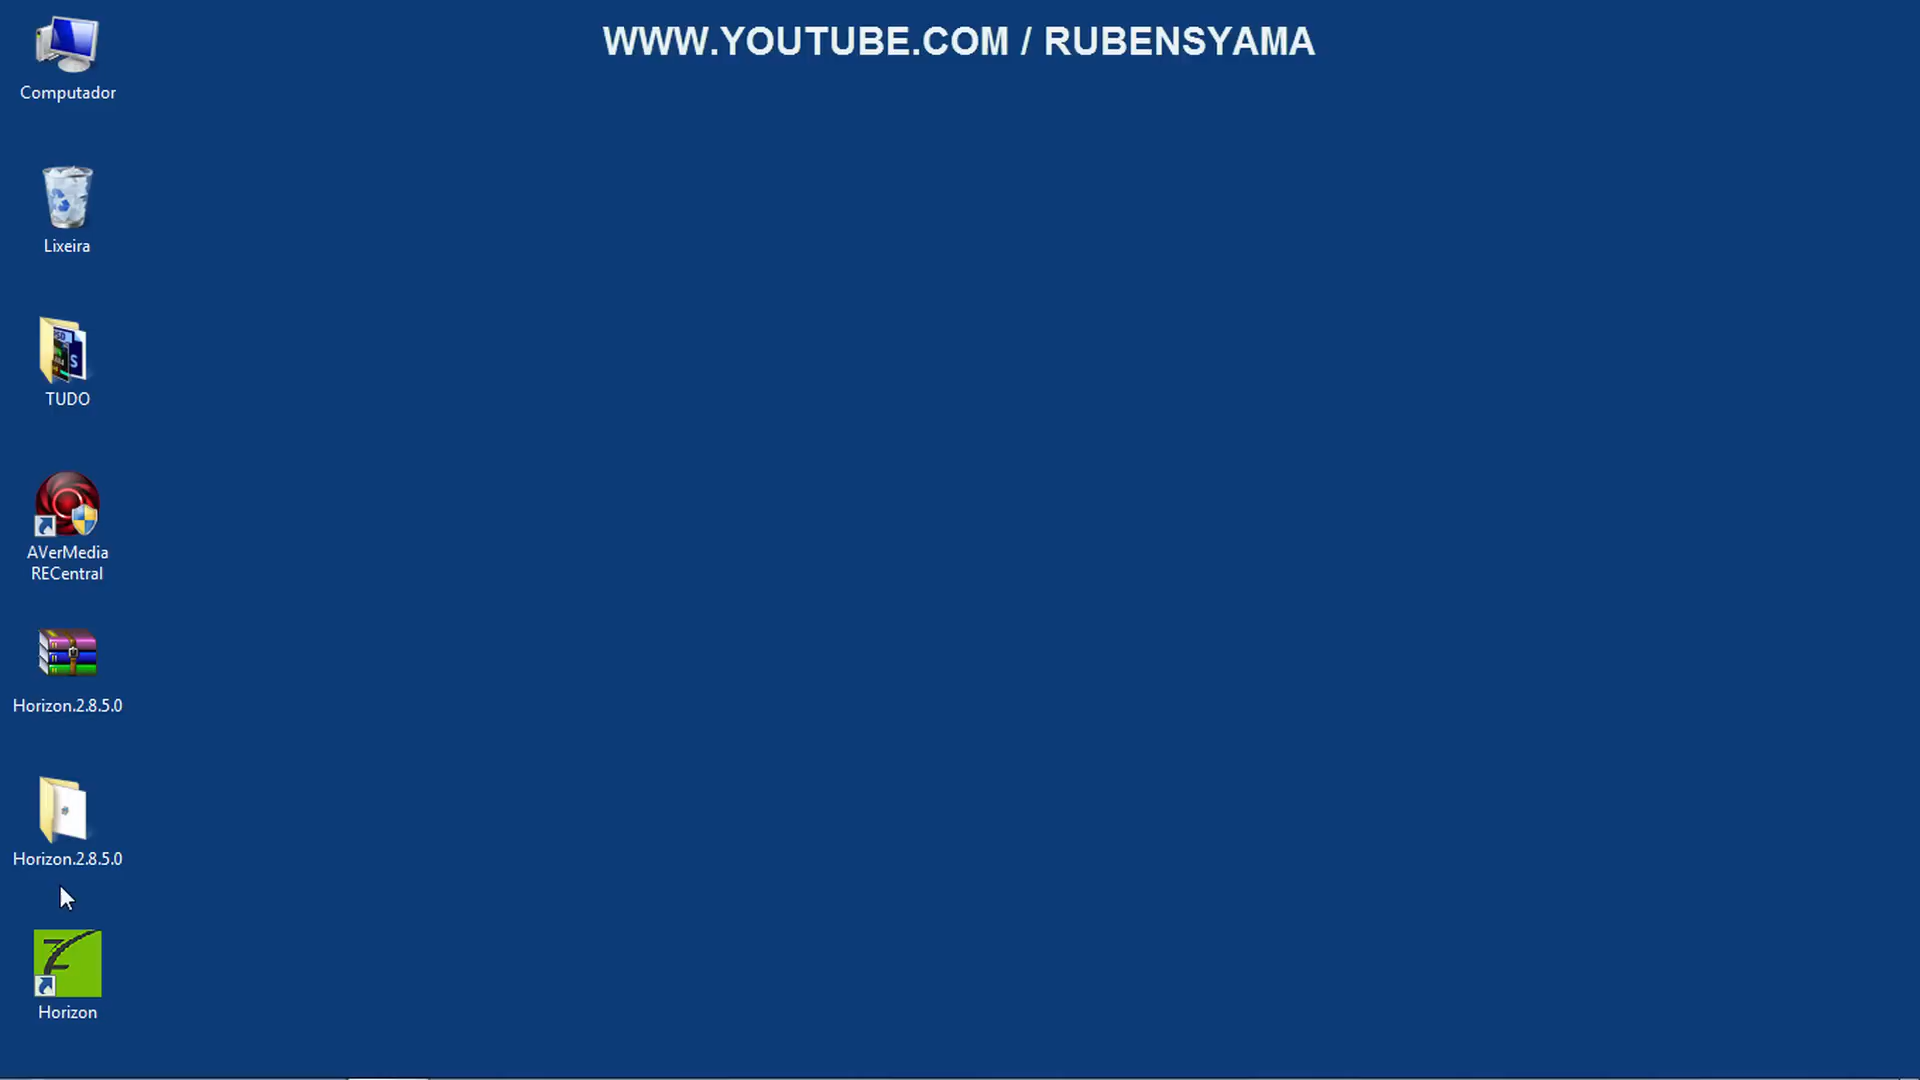 WWW.YOUTUBE.COM / RUBENSYAMA
Computador
Lixeira
TUDO
AVerMedia
RECentral
Horizon.2.8.5.0
Horizon.2.8.5.0
Horizon